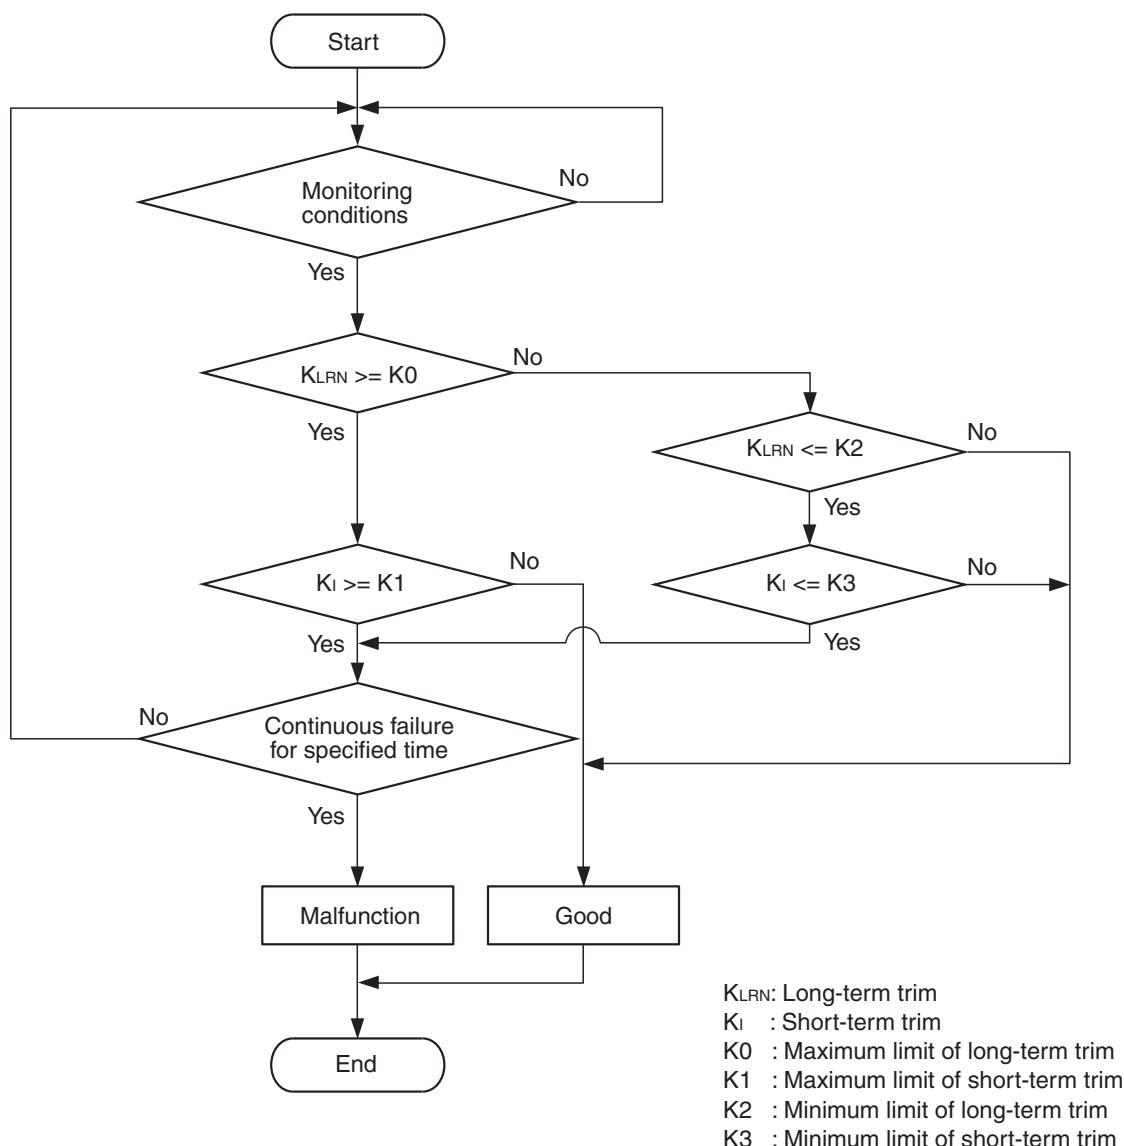 Start
Monitoring
conditions
No
Yes
KLRN >= K0
No
Yes
KLRN <= K2
No
Yes
KI >= K1
No
Yes
KI <= K3
No
Yes
Continuous failure
for specified time
No
Yes
Malfunction
Good
End
KLRN: Long-term trim
KI : Short-term trim
K0 : Maximum limit of long-term trim
K1 : Maximum limit of short-term trim
K2 : Minimum limit of long-term trim
K3 : Minimum limit of short-term trim